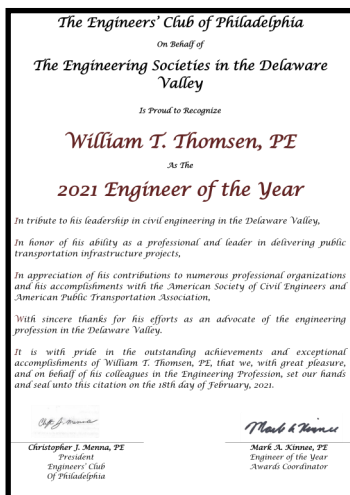 The Engineers' Club of Philadelphia
On Behalf of
The Engineering Societies in the Delaware
Valley
Is Proud to Recognize
William T. Thomsen, PE
As The
2021 Engineer of the Year
In tribute to his leadership in civil engineering in the Delaware Valley,
In honor of his ability as a professional and leader in delivering public
transportation infrastructure projects,
In appreciation of his contributions to numerous professional organizations
and his accomplishments with the American Society of Civil Engineers and
American Public Transportation Association,
With sincere thanks for his efforts as an advocate of the engineering
profession in the Delaware Valley.
It is with pride in the outstanding achievements and exceptional
accomplishments of William T. Thomsen, PE, that we, with great pleasure,
and on behalf of his colleagues in the Engineering Profession, set our hands
and seal unto this citation on the 18th day of February, 2021.
Mark A Kinnee
Christopher J. Menna, PE
President
Engineers' Club
Of Philadelphia
Mark A. Kinnee, PE
Engineer of the Year
Awards Coordinator